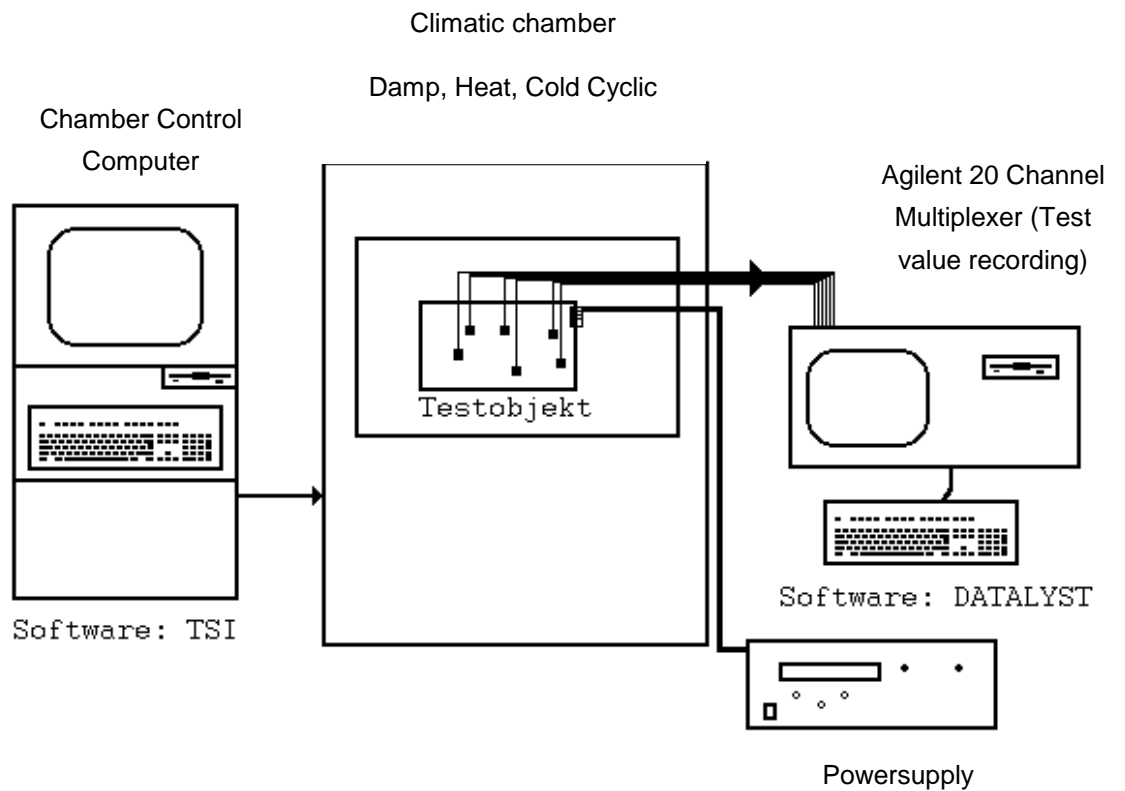 Climatic chamber
Damp, Heat, Cold Cyclic
Chamber Control
Computer
Agilent 20 Channel
Multiplexer (Test
value recording)
Testobjekt
Software: DATALYST
Software: TSI
Powersupply